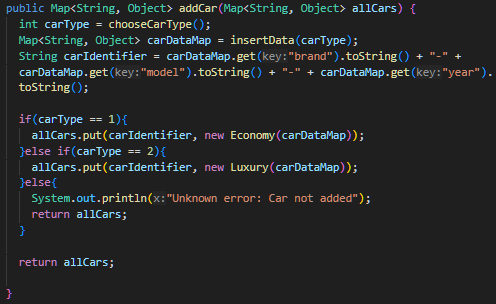 public Map<String, Object> addCar(Map<String, Object> allCars) {
int carType = chooseCarType();
Map<String, Object> carDataMap = insertData(carType);
String carIdentifier = carDataMap.get(key:"brand").toString() + "-" +
carDataMap.get(key:"model").toString() + "-" + carDataMap.get(key:"year").
toString();
if(carType == 1){
allCars.put(carIdentifier, new Economy(carDataMap));
}else if(carType == 2){
allCars.put(carIdentifier, new Luxury(carDataMap));
}else{
System.out.println(x:"Unknown error: Car not added");
return allCars;
}
return allCars;
}